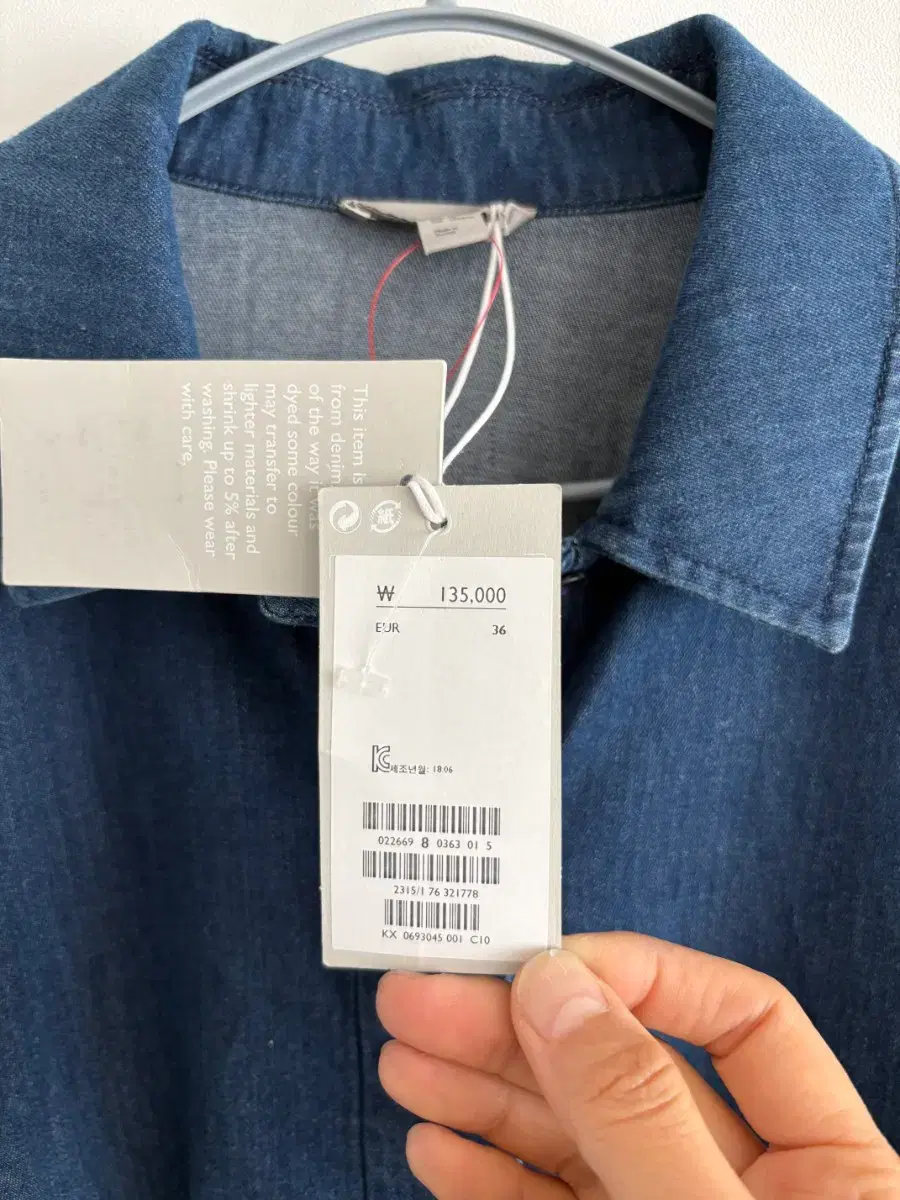 This item is
from denim
of the way it was
dyed some colour
may transfer to
lighter materials and
shrink up to 5% after
washing. Please wear
with care.
₩ 135,000
EUR 36
KC 제조년월: 18.06
022669 8 0363 01 5
2315/1 76 321778
KX 0693045 001 C10